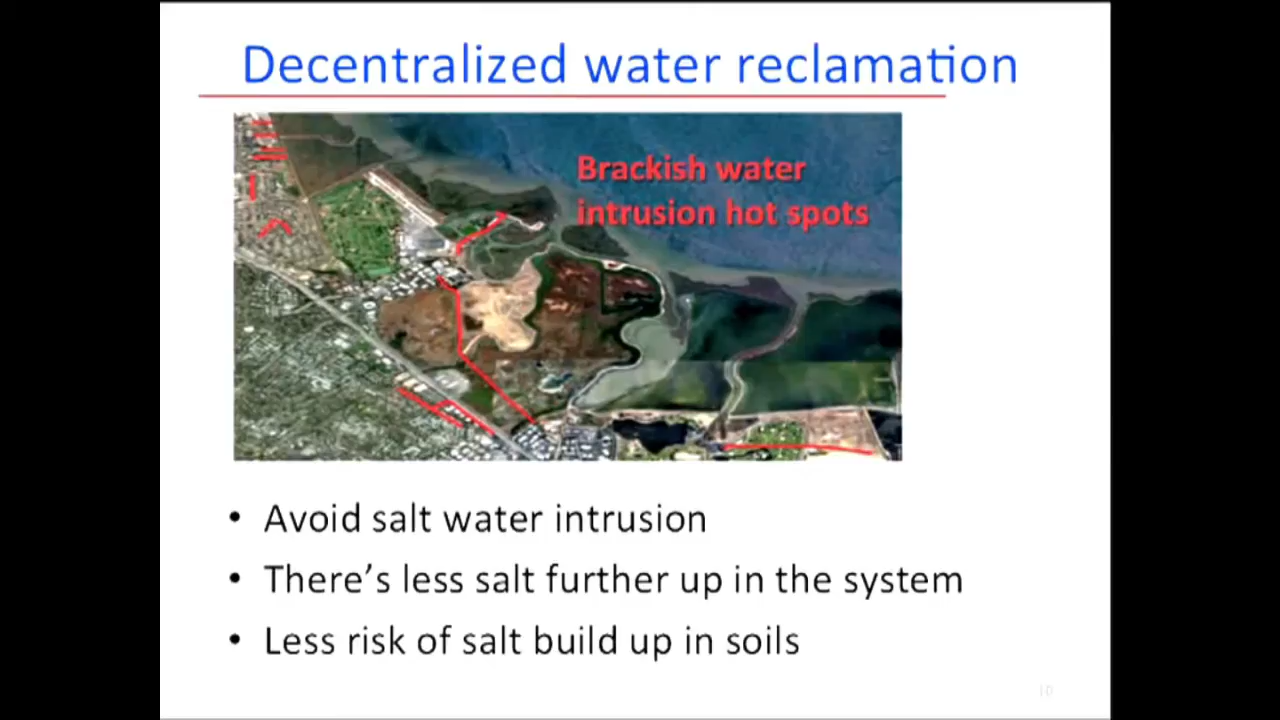 Decentralized water reclamation
Brackish water
intrusion hot spots
• Avoid salt water intrusion
• There’s less salt further up in the system
• Less risk of salt build up in soils
10